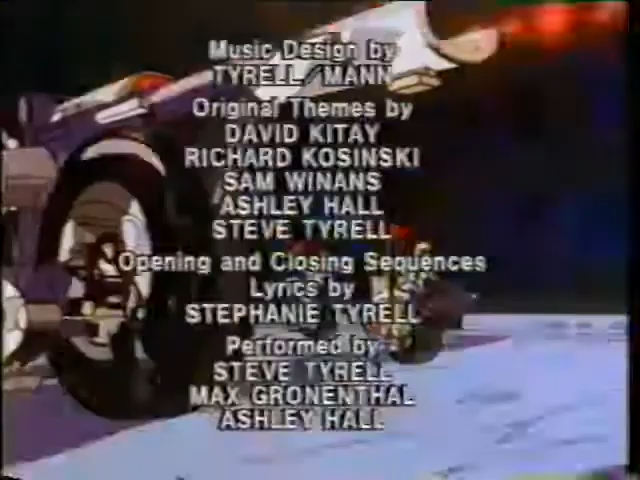 Music Design by
TYRELL/MANN
Original Themes by
DAVID KITAY
RICHARD KOSINSKI
SAM WINANS
ASHLEY HALL
STEVE TYRELL
Opening and Closing Sequences
Lyrics by
STEPHANIE TYRELL
Performed by
STEVE TYRELL
MAX GRONENTHAL
ASHLEY HALL